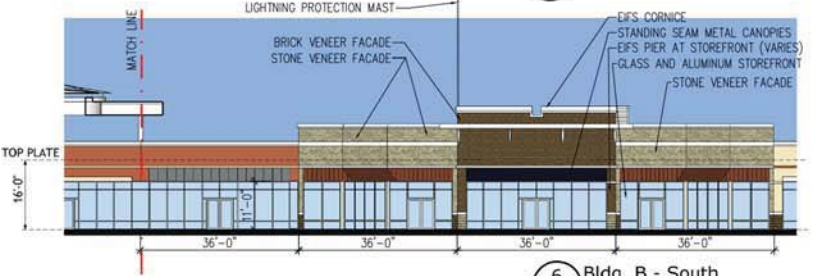 LIGHTNING PROTECTION MAST
EIFS CORNICE
MATCH LINE
STANDING SEAM METAL CANOPIES
BRICK VENEER FACADE
EIFS PIER AT STOREFRONT (VARIES)
STONE VENEER FACADE
GLASS AND ALUMINUM STOREFRONT
STONE VENEER FACADE
TOP PLATE
16'-0"
11'-0"
36'-0"
36'-0"
36'-0"
36'-0"
6 Bldg. B - South